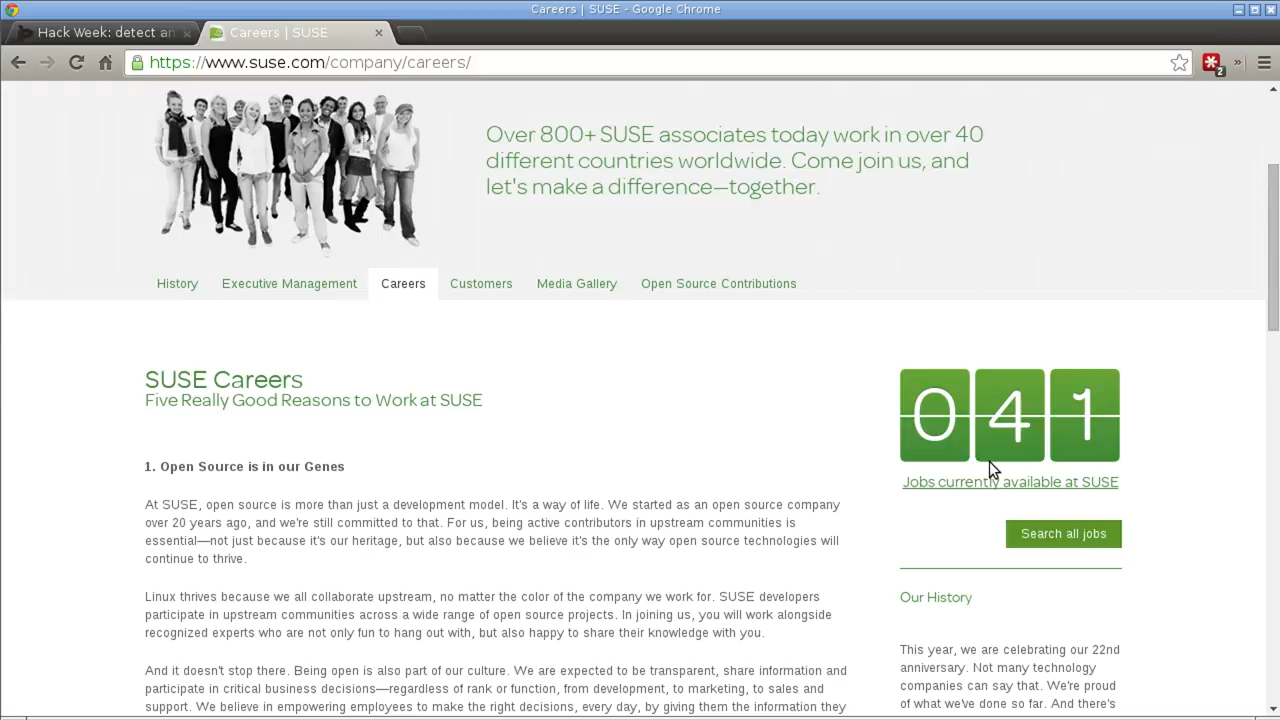 Careers | SUSE - Google Chrome
Hack Week: detect an
Careers | SUSE
https://www.suse.com/company/careers/
2
Over 800+ SUSE associates today work in over 40
different countries worldwide. Come join us, and
let's make a difference—together.
History Executive Management Careers Customers Media Gallery Open Source Contributions
SUSE Careers
Five Really Good Reasons to Work at SUSE
1. Open Source is in our Genes
At SUSE, open source is more than just a development model. It's a way of life. We started as an open source company
over 20 years ago, and we're still committed to that. For us, being active contributors in upstream communities is
essential—not just because it's our heritage, but also because we believe it's the only way open source technologies will
continue to thrive.
Linux thrives because we all collaborate upstream, no matter the color of the company we work for. SUSE developers
participate in upstream communities across a wide range of open source projects. In joining us, you will work alongside
recognized experts who are not only fun to hang out with, but also happy to share their knowledge with you.
And it doesn't stop there. Being open is also part of our culture. We are expected to be transparent, share information and
participate in critical business decisions—regardless of rank or function, from development, to marketing, to sales and
support. We believe in empowering employees to make the right decisions, every day, by giving them the information they
041
Jobs currently available at SUSE
Search all jobs
Our History
This year, we are celebrating our 22nd
anniversary. Not many technology
companies can say that. We're proud
of what we've done so far. And there's